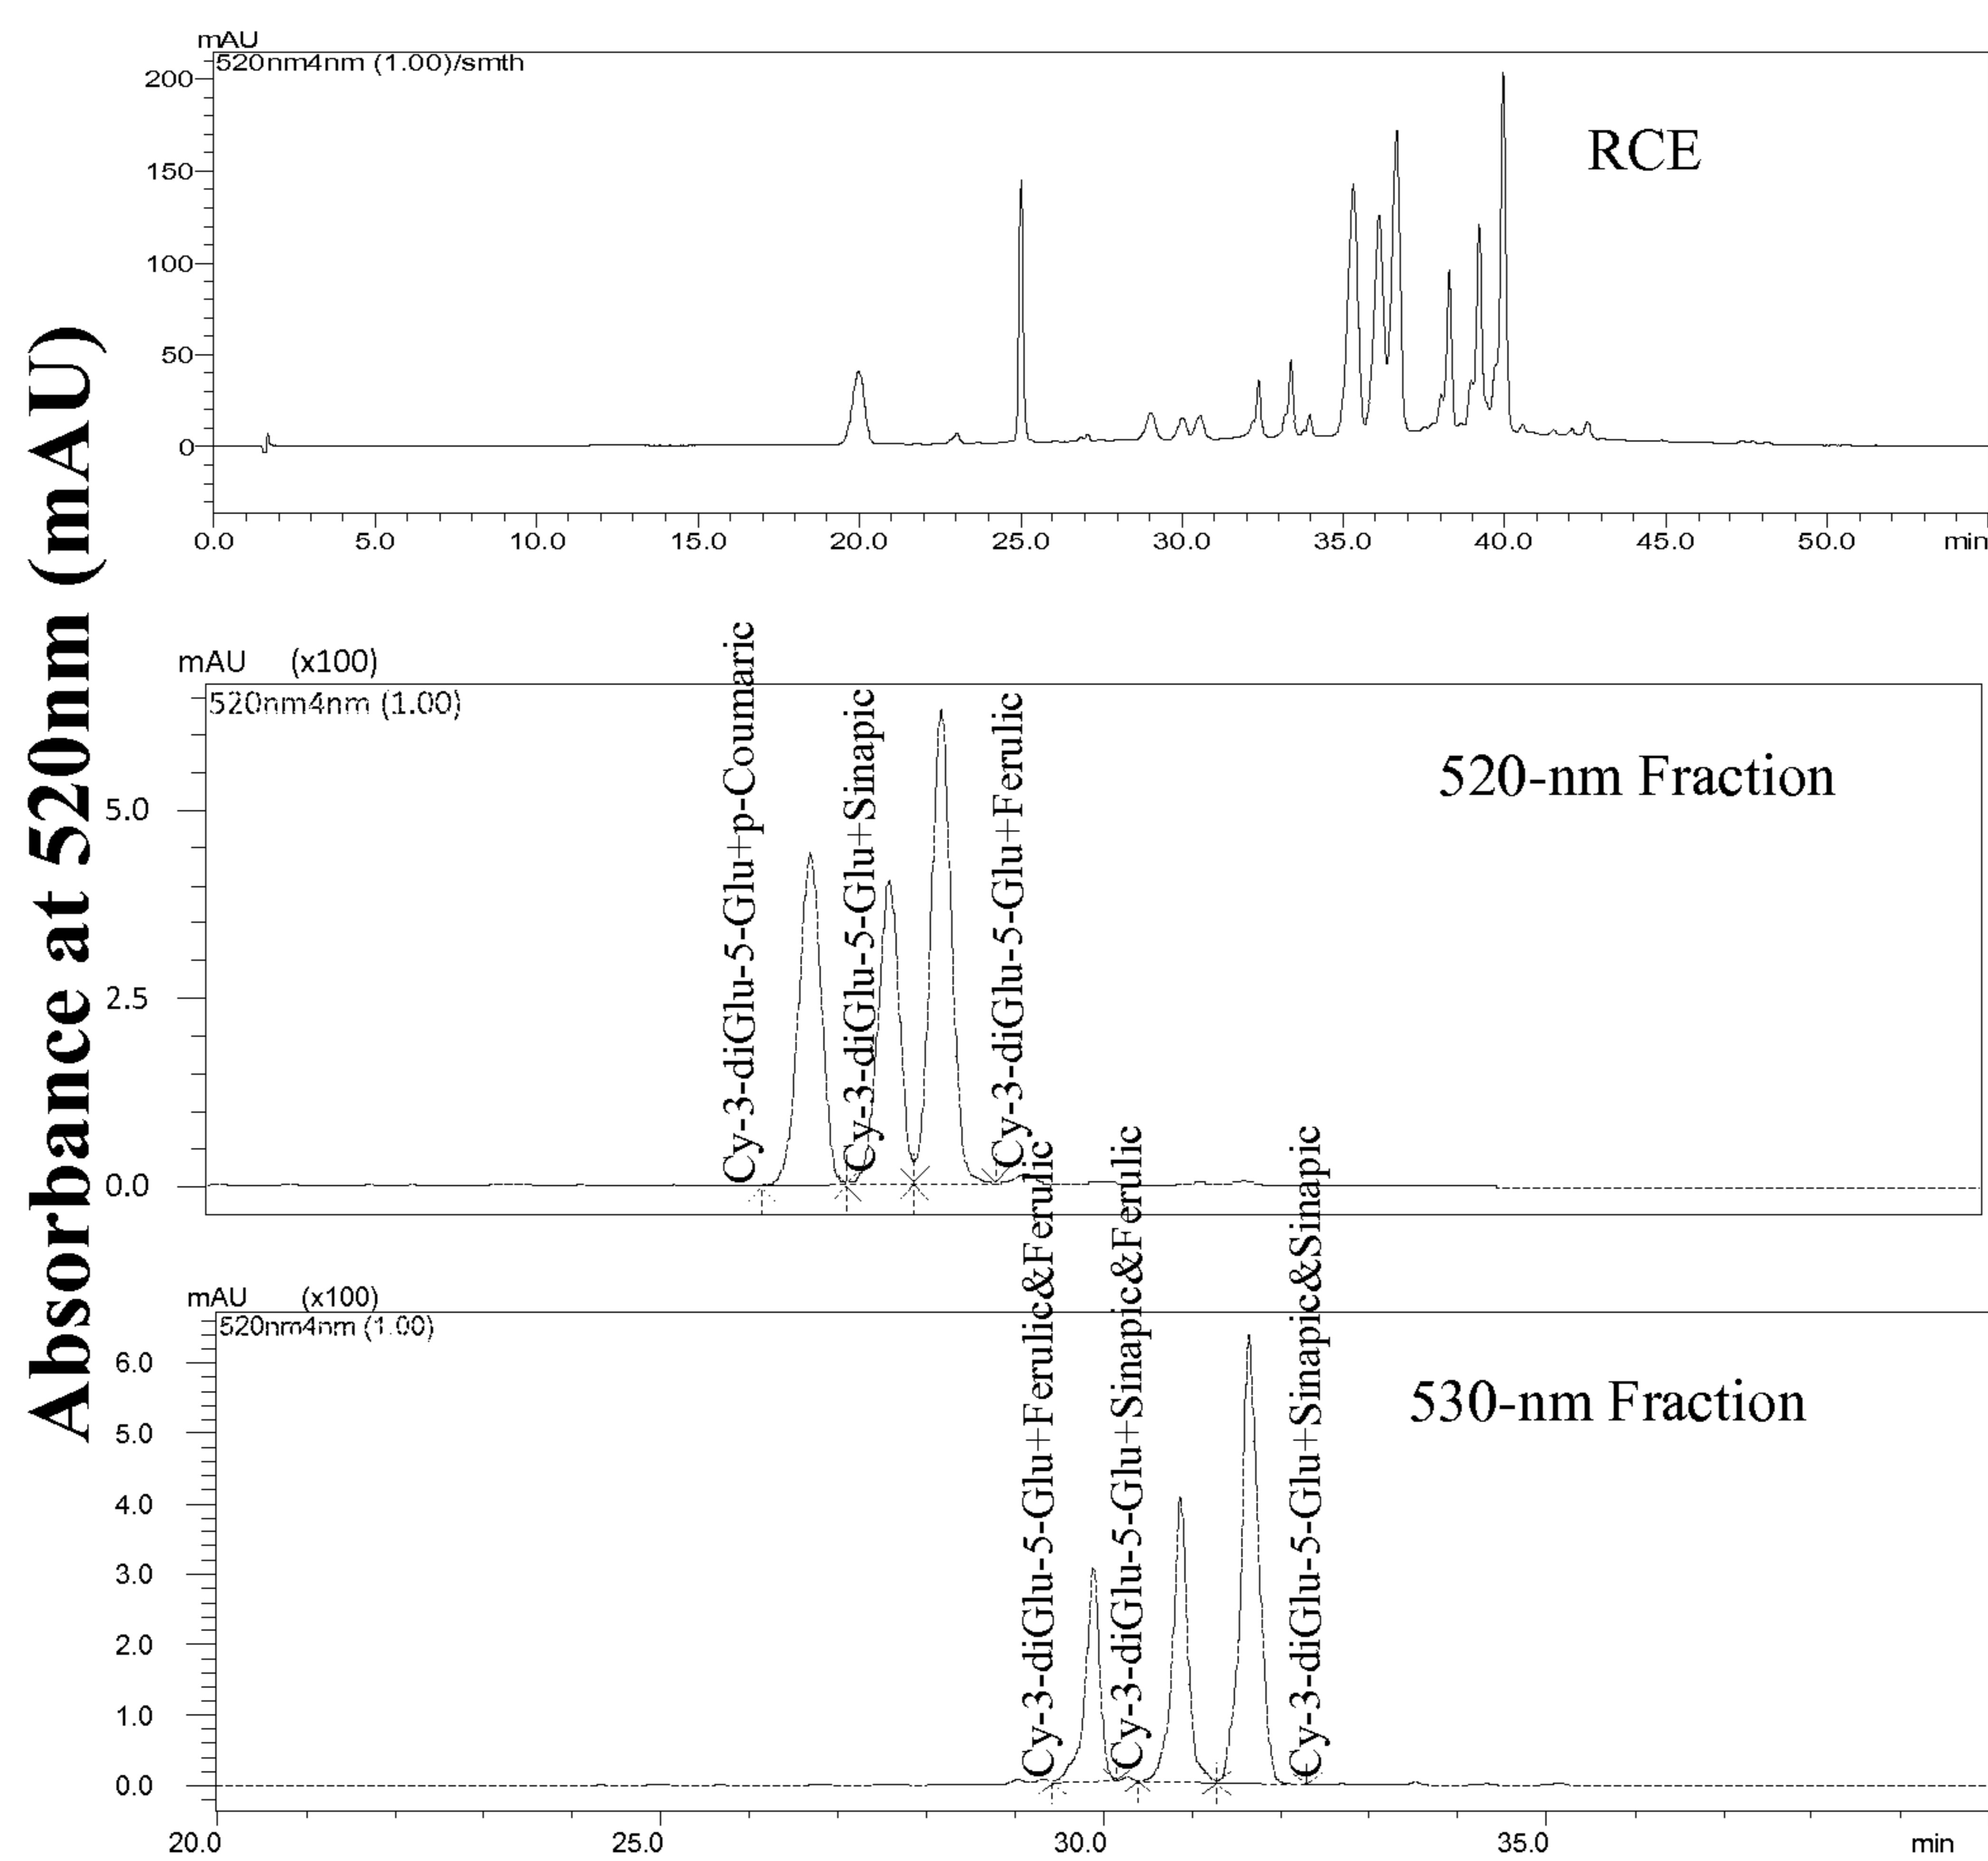 Absorbance at 520nm (mAU)
mAU
520nm4nm (1.00)/smth
RCE
200
150
100
50
0
0.0 5.0 10.0 15.0 20.0 25.0 30.0 35.0 40.0 45.0 50.0 min
mAU (x100)
520nm4nm (1.00)
520-nm Fraction
5.0
2.5
0.0
Cy-3-diGlu-5-Glu+p-Coumaric
Cy-3-diGlu-5-Glu+Sinapic
Cy-3-diGlu-5-Glu+Ferulic
mAU (x100)
520nm4nm (1.00)
530-nm Fraction
6.0
5.0
4.0
3.0
2.0
1.0
0.0
Cy-3-diGlu-5-Glu+Ferulic&Ferulic
Cy-3-diGlu-5-Glu+Sinapic&Ferulic
Cy-3-diGlu-5-Glu+Sinapic&Sinapic
20.0 25.0 30.0 35.0 min